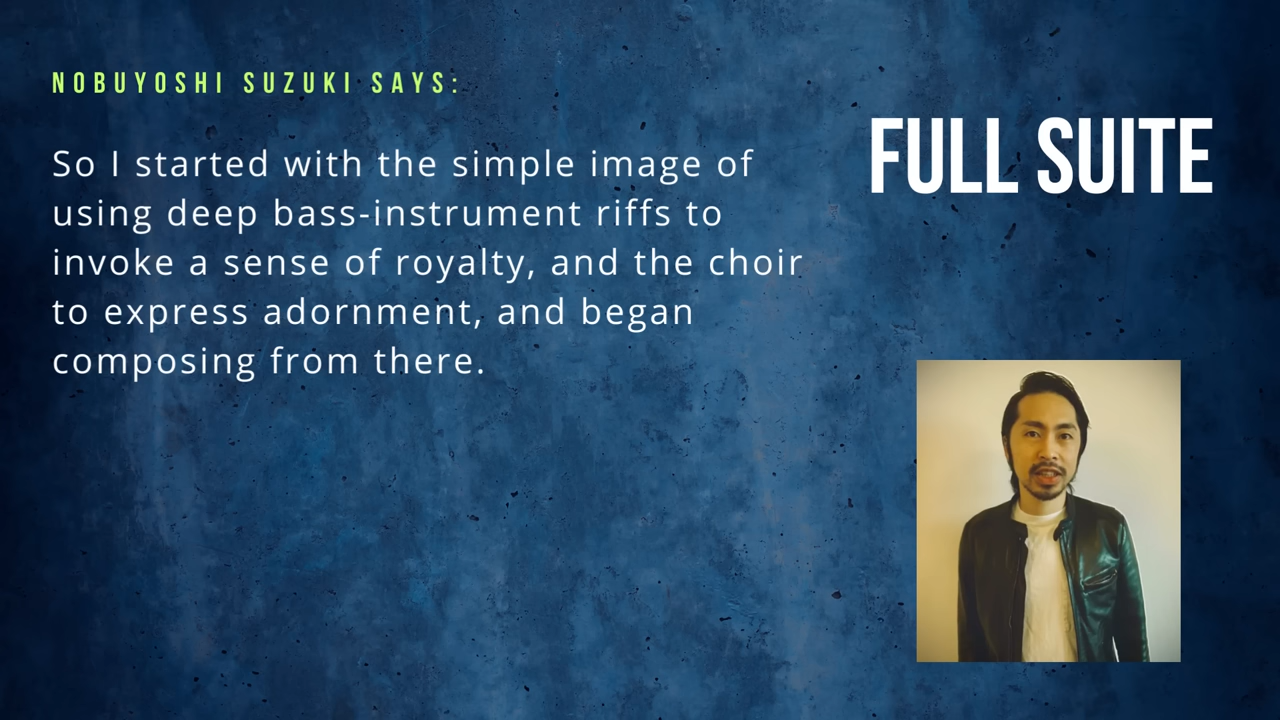 NOBUYOSHI SUZUKI SAYS:
So I started with the simple image of
using deep bass-instrument riffs to
invoke a sense of royalty, and the choir
to express adornment, and began
composing from there.
FULL SUITE